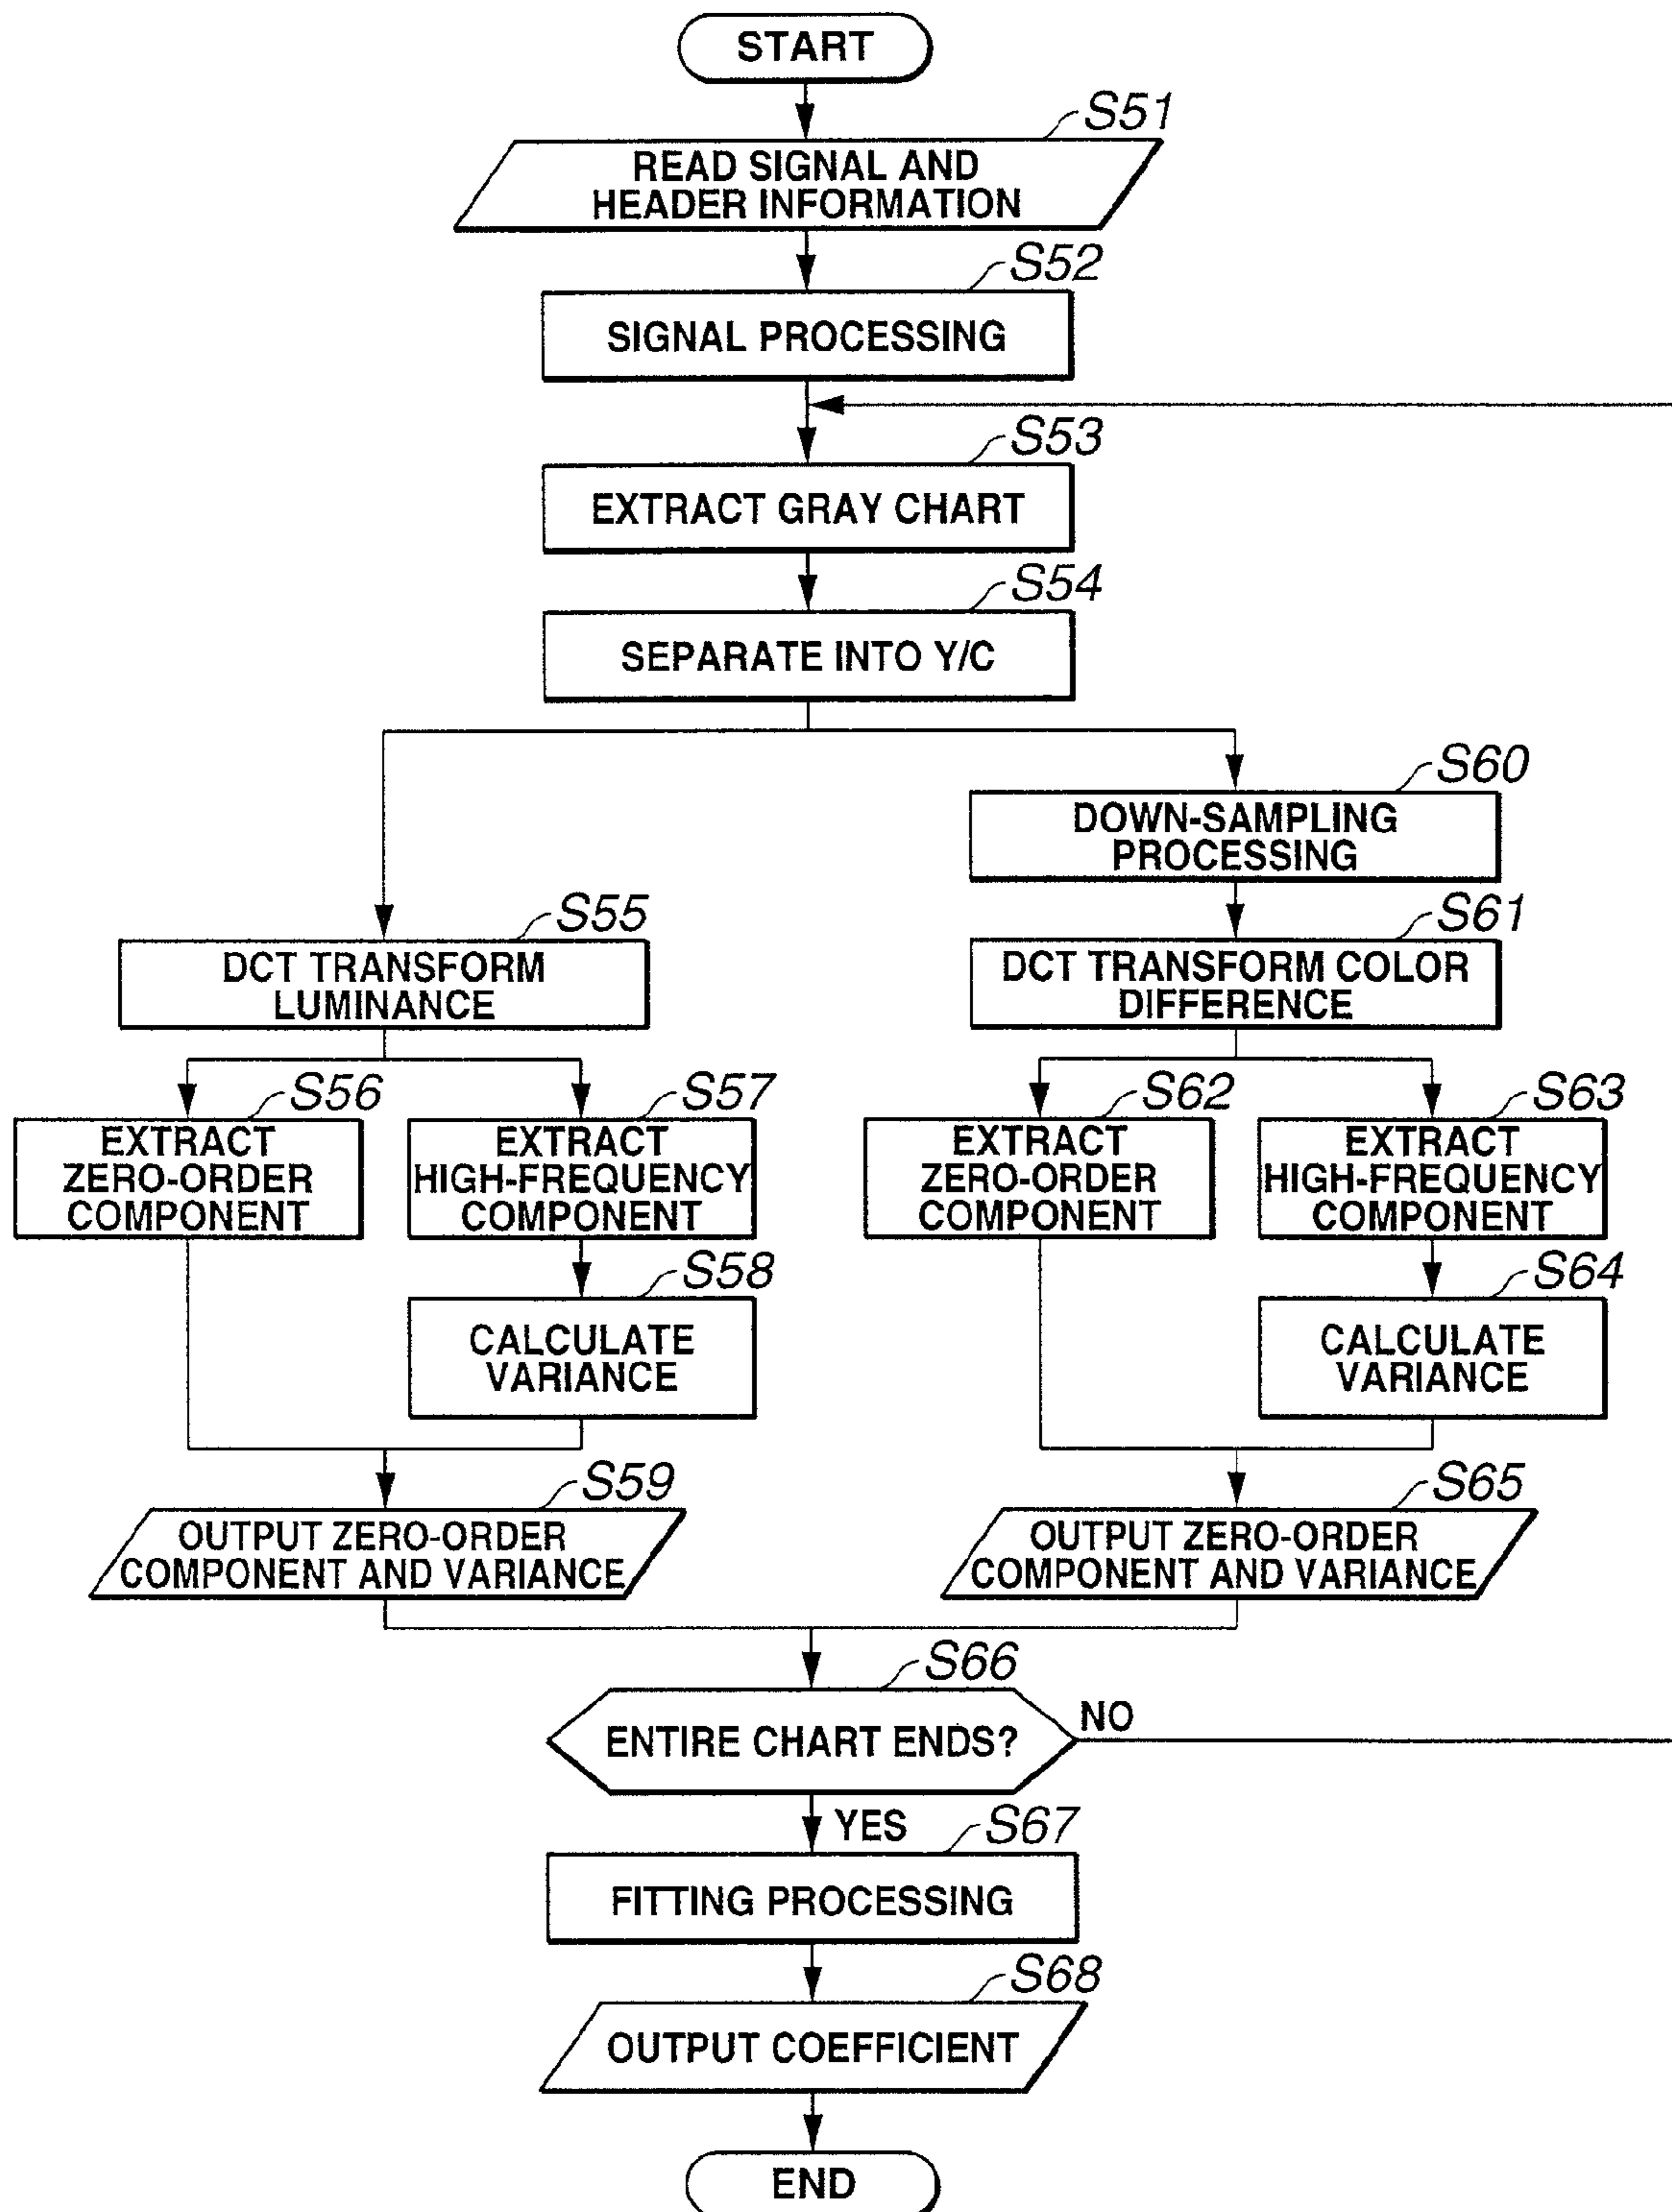 START
S51
READ SIGNAL AND
HEADER INFORMATION
S52
SIGNAL PROCESSING
S53
EXTRACT GRAY CHART
S54
SEPARATE INTO Y/C
S60
DOWN-SAMPLING
PROCESSING
S55
DCT TRANSFORM
LUMINANCE
S61
DCT TRANSFORM COLOR
DIFFERENCE
S56
EXTRACT
ZERO-ORDER
COMPONENT
S57
EXTRACT
HIGH-FREQUENCY
COMPONENT
S62
EXTRACT
ZERO-ORDER
COMPONENT
S63
EXTRACT
HIGH-FREQUENCY
COMPONENT
S58
CALCULATE
VARIANCE
S64
CALCULATE
VARIANCE
S59
OUTPUT ZERO-ORDER
COMPONENT AND VARIANCE
S65
OUTPUT ZERO-ORDER
COMPONENT AND VARIANCE
S66
ENTIRE CHART ENDS?
NO
YES
S67
FITTING PROCESSING
S68
OUTPUT COEFFICIENT
END